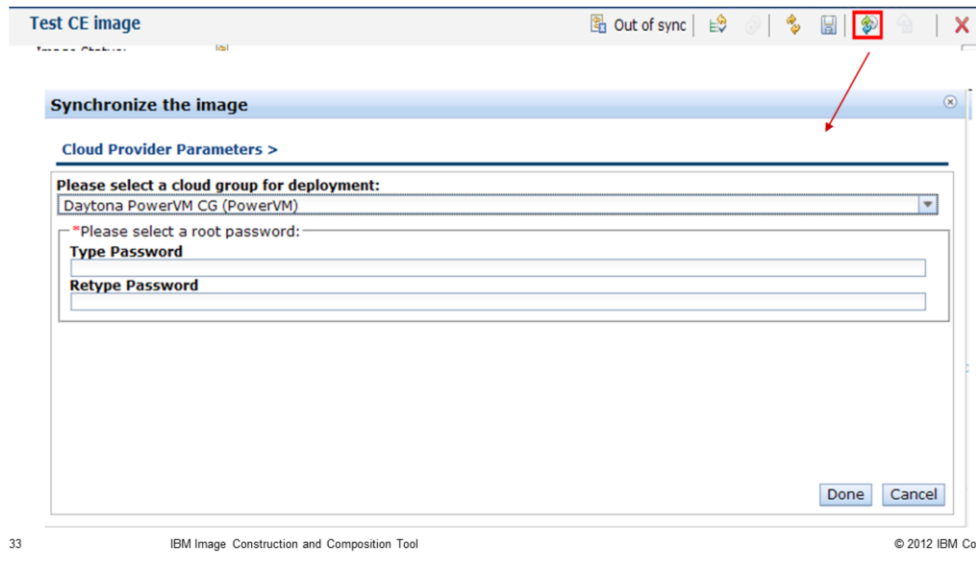 Test CE image
Out of sync
Image Status:
Synchronize the image
Cloud Provider Parameters >
Please select a cloud group for deployment:
Daytona PowerVM CG (PowerVM)
*Please select a root password:
Type Password
Retype Password
Done Cancel
33 IBM Image Construction and Composition Tool © 2012 IBM Co